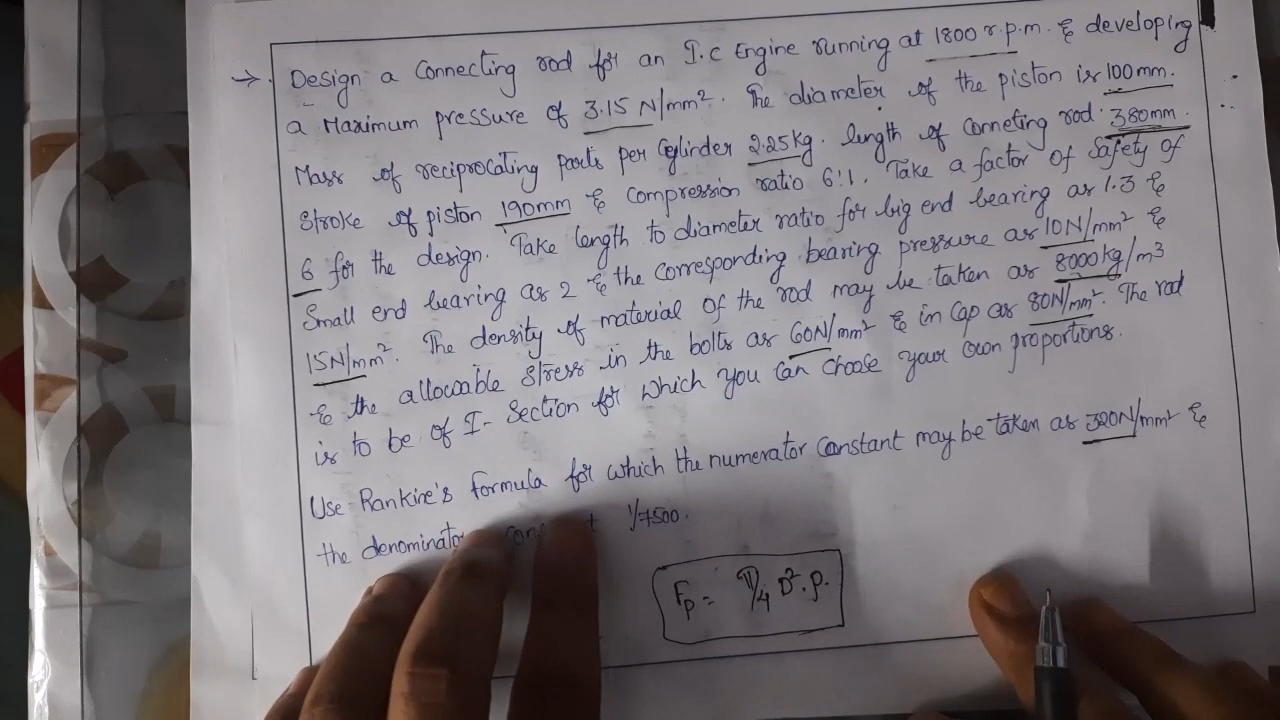 →. Design a Connecting rod for an I.C Engine running at 1800 r.p.m. & developing
a Maximum pressure of 3.15 N/mm². The diameter of the piston is 100mm.
Mass of reciprocating parts per Cylinder 2.25kg. length of Conneting rod 380mm.
Stroke of piston 190mm & Compression ratio 6:1. Take a factor of Safety of
6 for the design. Take length to diameter ratio for big end bearing as 1.3 &
Small end bearing as 2 & the corresponding bearing pressure as 10N/mm² &
15N/mm². The density of material of the rod may be taken as 8000kg/m3
& the allowable Stress in the bolts as 60N/mm² & in Cap as 80N/mm². The rod
is to be of I-Section for which you Can Choose your own proportions.
Use Rankine's formula for which the numerator Constant may be taken as 320N/mm² &
the 1/7500.
Fp = π/4 D².p.